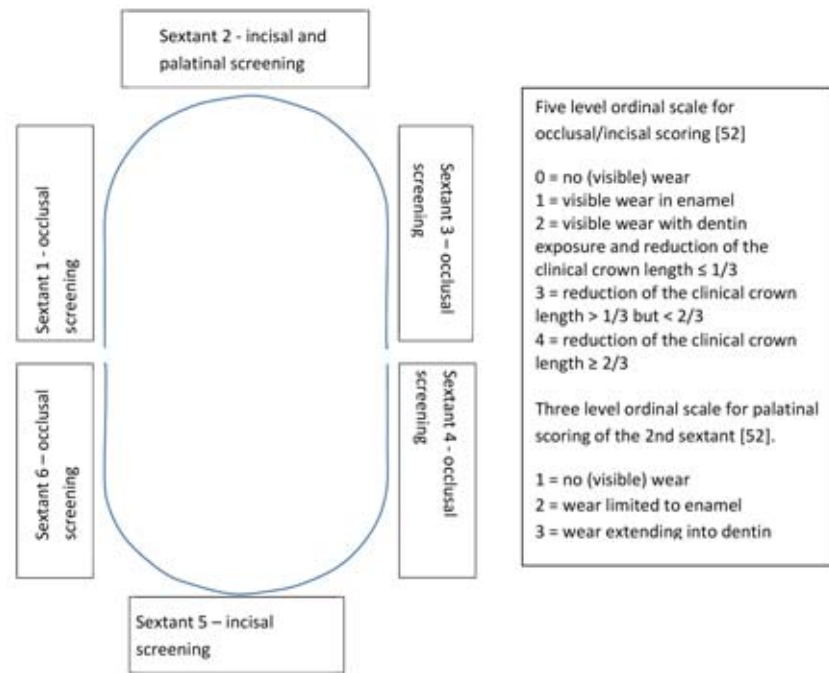 Sextant 2 - incisal and
palatinal screening
Sextant 1 - occlusal
screening
Sextant 3 – occlusal
screening
Sextant 6 – occlusal
screening
Sextant 4 - occlusal
screening
Sextant 5 – incisal
screening
Five level ordinal scale for
occlusal/incisal scoring [52]
0 = no (visible) wear
1 = visible wear in enamel
2 = visible wear with dentin
exposure and reduction of the
clinical crown length ≤ 1/3
3 = reduction of the clinical crown
length > 1/3 but < 2/3
4 = reduction of the clinical crown
length ≥ 2/3
Three level ordinal scale for palatinal
scoring of the 2nd sextant [52].
1 = no (visible) wear
2 = wear limited to enamel
3 = wear extending into dentin